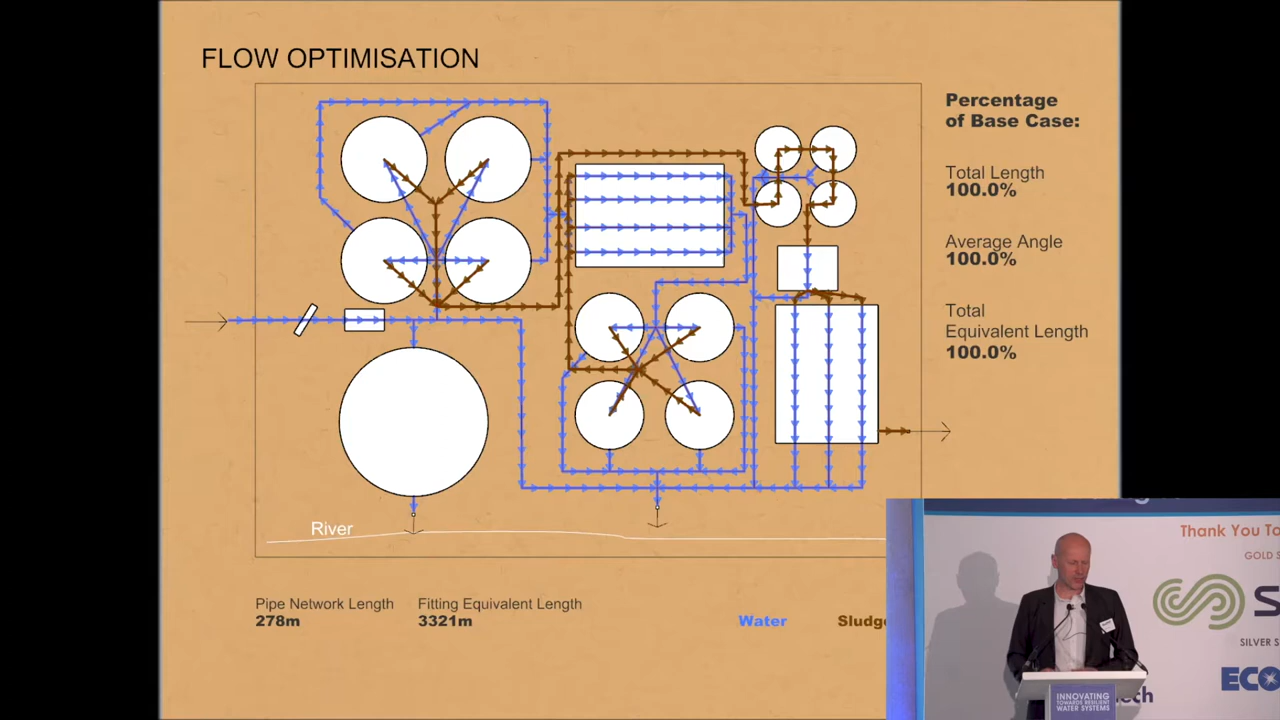 FLOW OPTIMISATION
Percentage
of Base Case:
Total Length
100.0%
Average Angle
100.0%
Total
Equivalent Length
100.0%
River
Pipe Network Length
278m
Fitting Equivalent Length
3321m
Water
Sludge
Thank You To
GOLD S
S
SILVER S
ECO
tech
INNOVATING
TOWARDS RESILIENT
WATER SYSTEMS